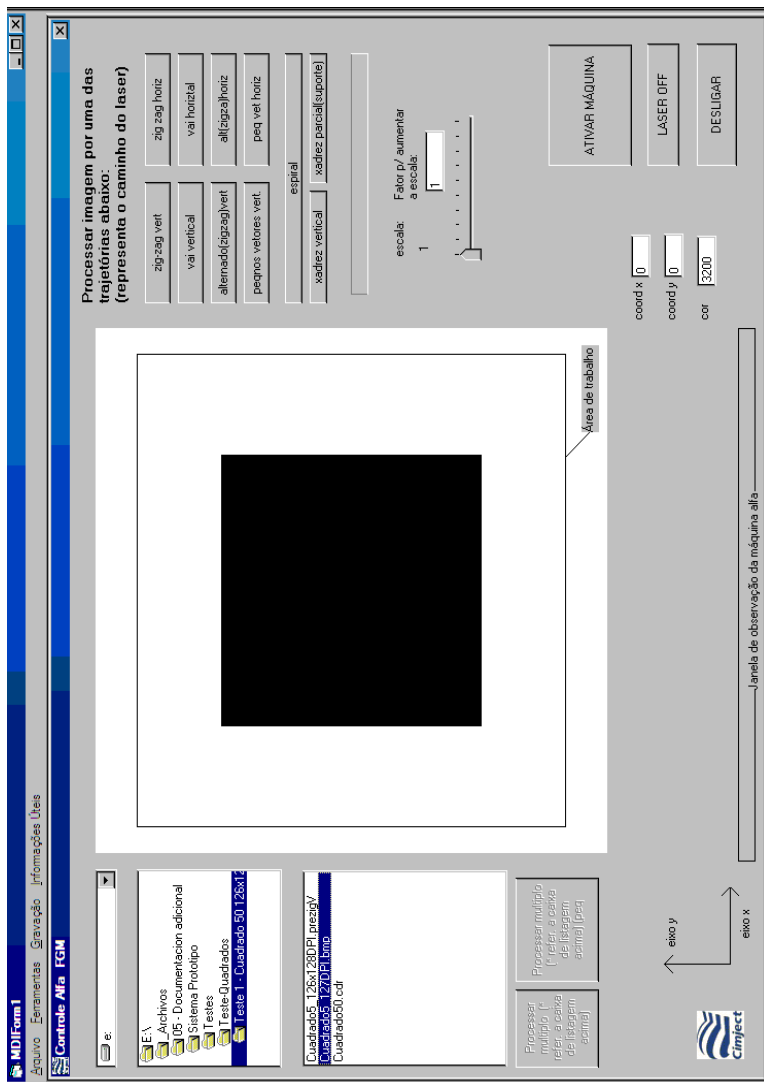 MDIForm1
Arquivo Ferramentas Gravação Informações Úteis
Controle Alfa FGM
e:
E:\
_Archivos
05 - Documentacion adicional
Sistema Prototipo
Testes
Teste-Quadrados
Teste 1 - Cuadrado 50 126x12
Cuadrado5_126x128DPI.prezigV
Cuadrado5_127DPI.bmp
Cuadrado50.cdr
Processar
multiplo (*
refer. a caixa
de listagem
acima)
Processar multiplo
(* refer. a caixa
de listagem
acima) (peq
Área de trabalho
Processar imagem por uma das
trajetórias abaixo:
(representa o caminho do laser)
zig-zag vert
zig zag horiz
vai vertical
vai horiztal
alternado(zigzag)vert
alt(zigza)horiz
peqnos vetores vert.
peq vet horiz
espiral
xadrez vertical
xadrez parcial(suporte)
escala:
1
Fator p/ aumentar
a escala:
1
ATIVAR MÁQUINA
LASER OFF
DESLIGAR
coord x 0
coord y 0
cor 3200
eixo y
eixo x
Cimject
Janela de observação da máquina alfa